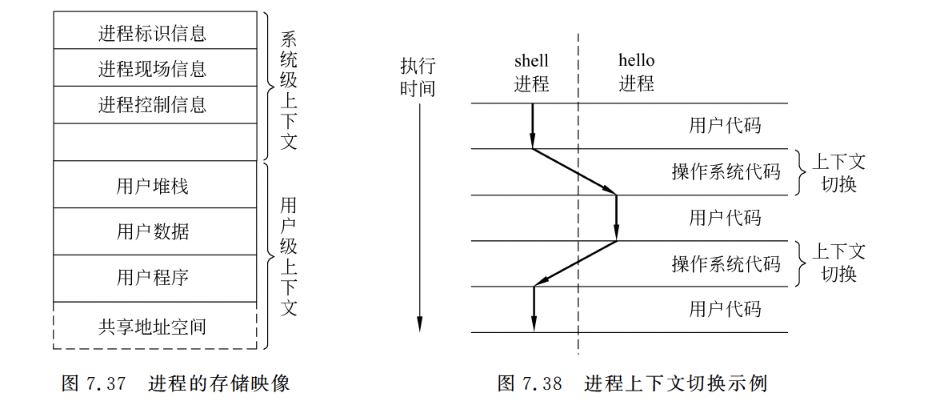 进程标识信息
进程现场信息
进程控制信息
系统级上下文
用户堆栈
用户数据
用户程序
共享地址空间
用户级上下文
图 7.37 进程的存储映像
执行
时间
shell
进程
hello
进程
用户代码
操作系统代码
上下文
切换
用户代码
操作系统代码
上下文
切换
用户代码
图 7.38 进程上下文切换示例